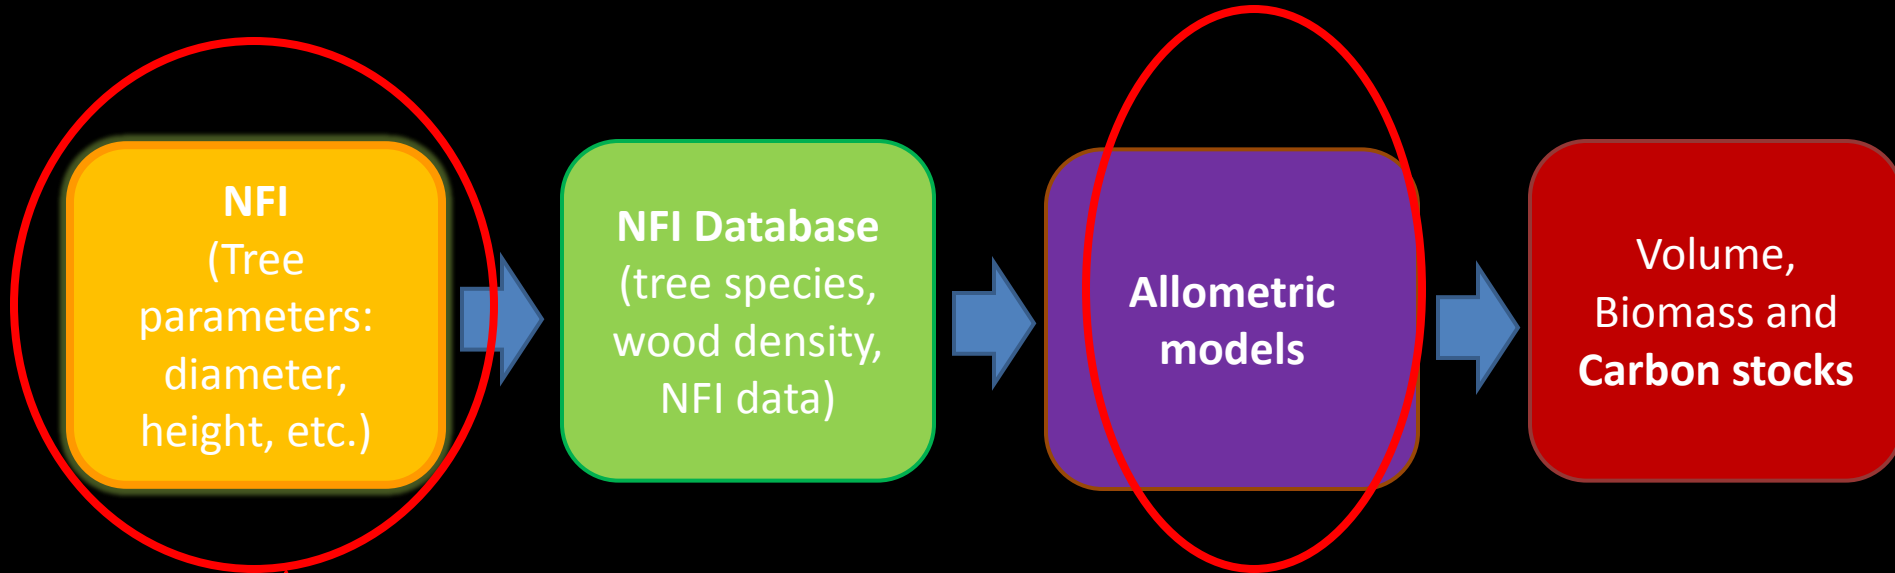 NFI
(Tree
parameters:
diameter,
height, etc.)
NFI Database
(tree species,
wood density,
NFI data)
Allometric
models
Volume,
Biomass and
Carbon stocks